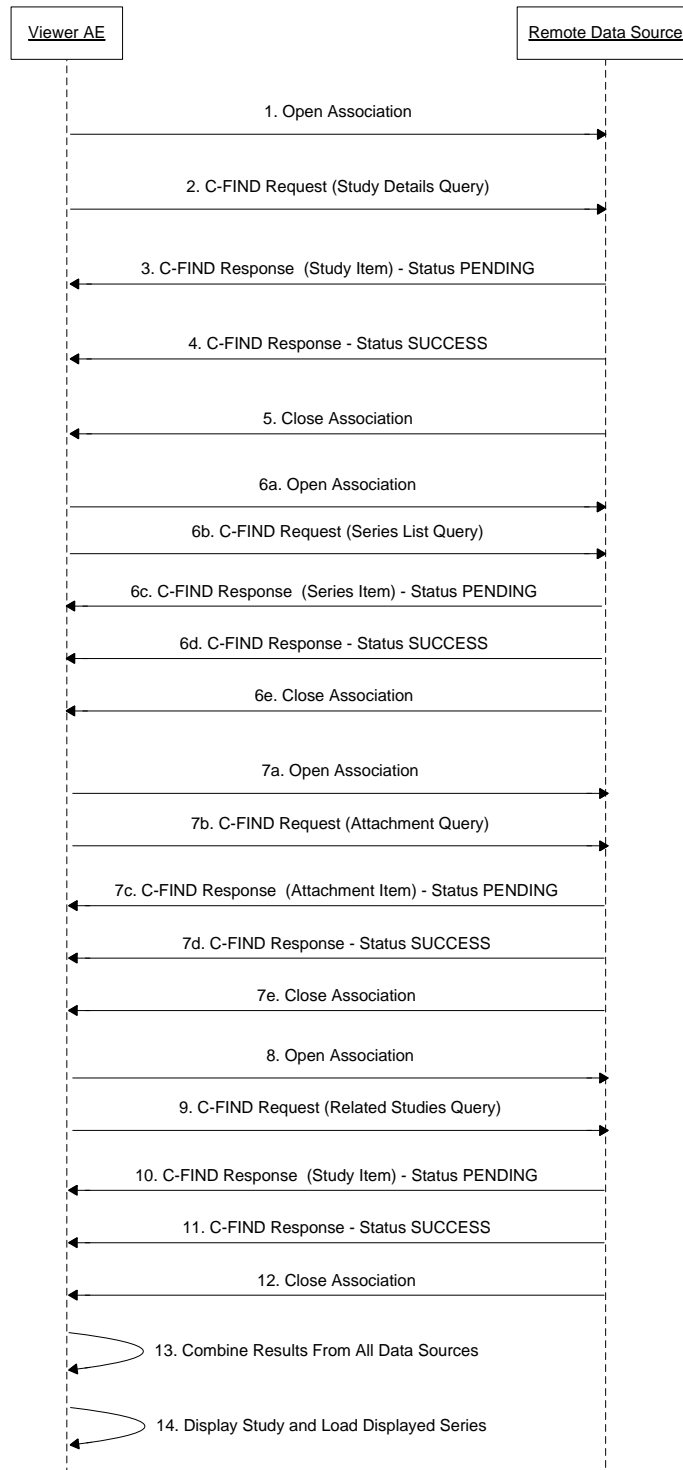 Viewer AE
Remote Data Source
1. Open Association
2. C-FIND Request (Study Details Query)
3. C-FIND Response  (Study Item) - Status PENDING
4. C-FIND Response - Status SUCCESS
5. Close Association
6a. Open Association
6b. C-FIND Request (Series List Query)
6c. C-FIND Response  (Series Item) - Status PENDING
6d. C-FIND Response - Status SUCCESS
6e. Close Association
7a. Open Association
7b. C-FIND Request (Attachment Query)
7c. C-FIND Response  (Attachment Item) - Status PENDING
7d. C-FIND Response - Status SUCCESS
7e. Close Association
8. Open Association
9. C-FIND Request (Related Studies Query)
10. C-FIND Response  (Study Item) - Status PENDING
11. C-FIND Response - Status SUCCESS
12. Close Association
13. Combine Results From All Data Sources
14. Display Study and Load Displayed Series